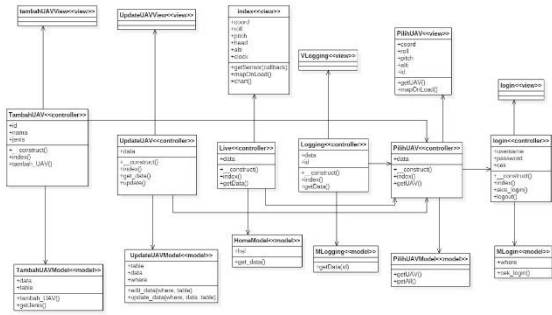 tambahUAVView<<view>>
UpdateUAVView<<view>>
index<<view>>
+coord
+roll
+pitch
+head
+alti
+clock
+getSensor(callback)
+mapOnLoad()
+chart()
VLogging<<view>>
PilihUAV<<view>>
+coord
+roll
+pitch
+alti
+id
+getUAV()
+mapOnLoad()
login<<view>>
TambahUAV<<controller>>
+id
+nama
+jenis
+__construct()
+index()
+tambah_UAV()
UpdateUAV<<controller>>
+data
+__construct()
+index()
+get_data()
+update()
Live<<controller>>
+data
+__construct()
+index()
+getData()
Logging<<controller>>
+data
+id
+__construct()
+index()
+getData()
PilihUAV<<controller>>
+data
+__construct()
+index()
+getUAV()
login<<controller>>
+username
+password
+cek
+__construct()
+index()
+aksi_login()
+logout()
TambahUAVModel<<model>>
+data
+table
+tambah_UAV()
+getJenis()
UpdateUAVModel<<model>>
+table
+data
+where
+edit_data(where, table)
+update_data(where, data, table)
HomeModel<<model>>
+get_data()
MLogging<<model>>
+getData(id)
PilihUAVModel<<model>>
+getUAV()
+getAll()
MLogin<<model>>
+where
+cek_login()